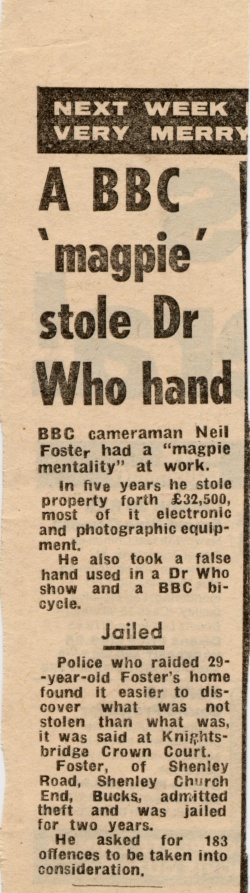 NEXT WEEK
VERY MERRY
A BBC
'magpie'
stole Dr
Who hand
BBC cameraman Neil
Foster had a "magpie
mentality" at work.
In five years he stole
property forth £32,500,
most of it electronic
and photographic equip-
ment.
He also took a false
hand used in a Dr Who
show and a BBC bi-
cycle.
Jailed
Police who raided 29-
-year-old Foster's home
found it easier to dis-
cover what was not
stolen than what was,
it was said at Knights-
bridge Crown Court.
Foster, of Shenley
Road, Shenley Church
End, Bucks, admitted
theft and was jailed
for two years.
He asked for 183
offences to be taken into
consideration.